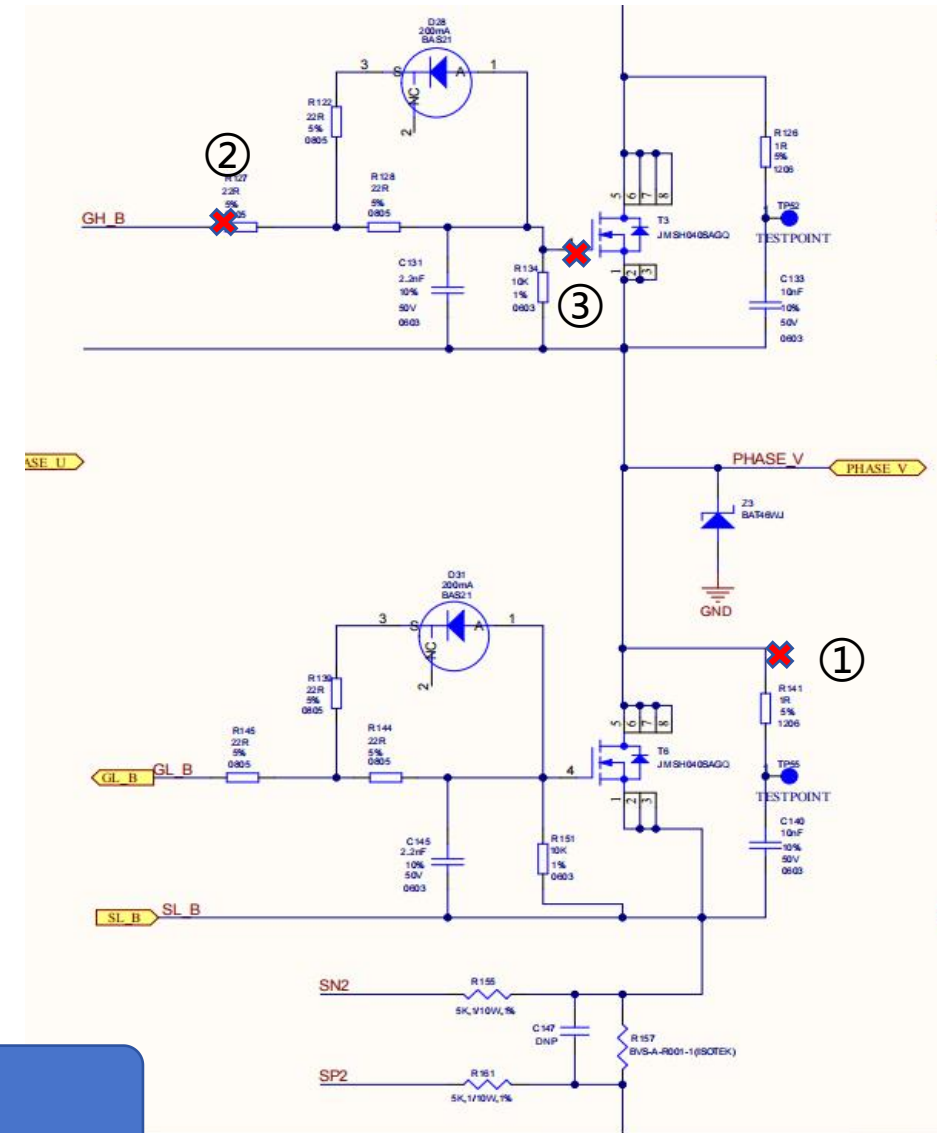 D28
200mA
BAS21
3
S
A
1
NC
2
R122
22R
5%
0805
②
R127
22R
5%
0805
R128
22R
5%
0805
GH_B
C131
2.2nF
10%
50V
0603
R134
10K
1%
0603
③
5
6
7
8
T3
JMSH040SAGQ
1
2
3
R126
1R
5%
1206
TP52
TESTPOINT
C133
10nF
10%
50V
0603
ASE_U
PHASE_V
PHASE_V
Z3
BAT46WJ
GND
D31
200mA
BAS21
3
S
A
1
NC
2
R139
22R
5%
0805
①
R141
1R
5%
1206
R145
22R
5%
0805
R144
22R
5%
0805
GL_B
GL_B
4
5
6
7
8
T6
JMSH040SAGQ
1
2
3
TP55
TESTPOINT
C145
2.2nF
10%
50V
0603
R151
10K
1%
0603
C140
10nF
10%
50V
0603
SL_B
SL_B
SN2
R155
5K,1/10W,1%
C147
DNP
R157
BVS-A-R001-1(ISOTEK)
SP2
R161
5K,1/10W,1%